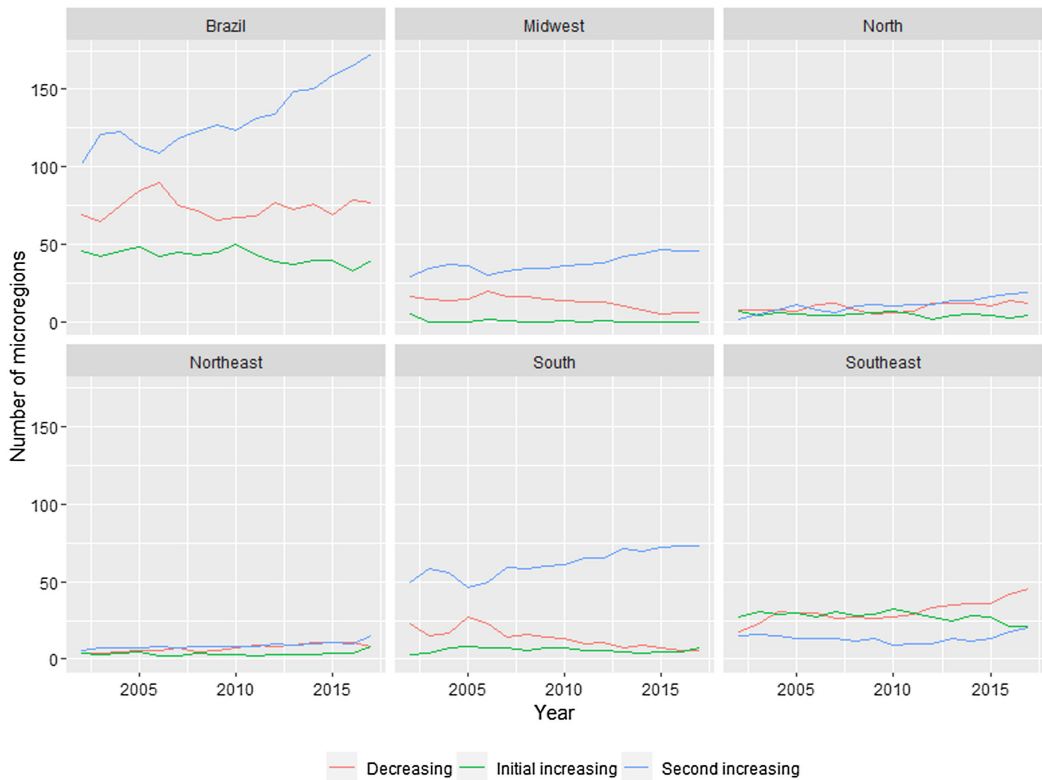 Brazil
Midwest
North
150
100
50
0
Northeast
South
Southeast
150
100
50
0
2005
2010
2015
2005
2010
2015
2005
2010
2015
Number of microregions
Year
Decreasing
Initial increasing
Second increasing